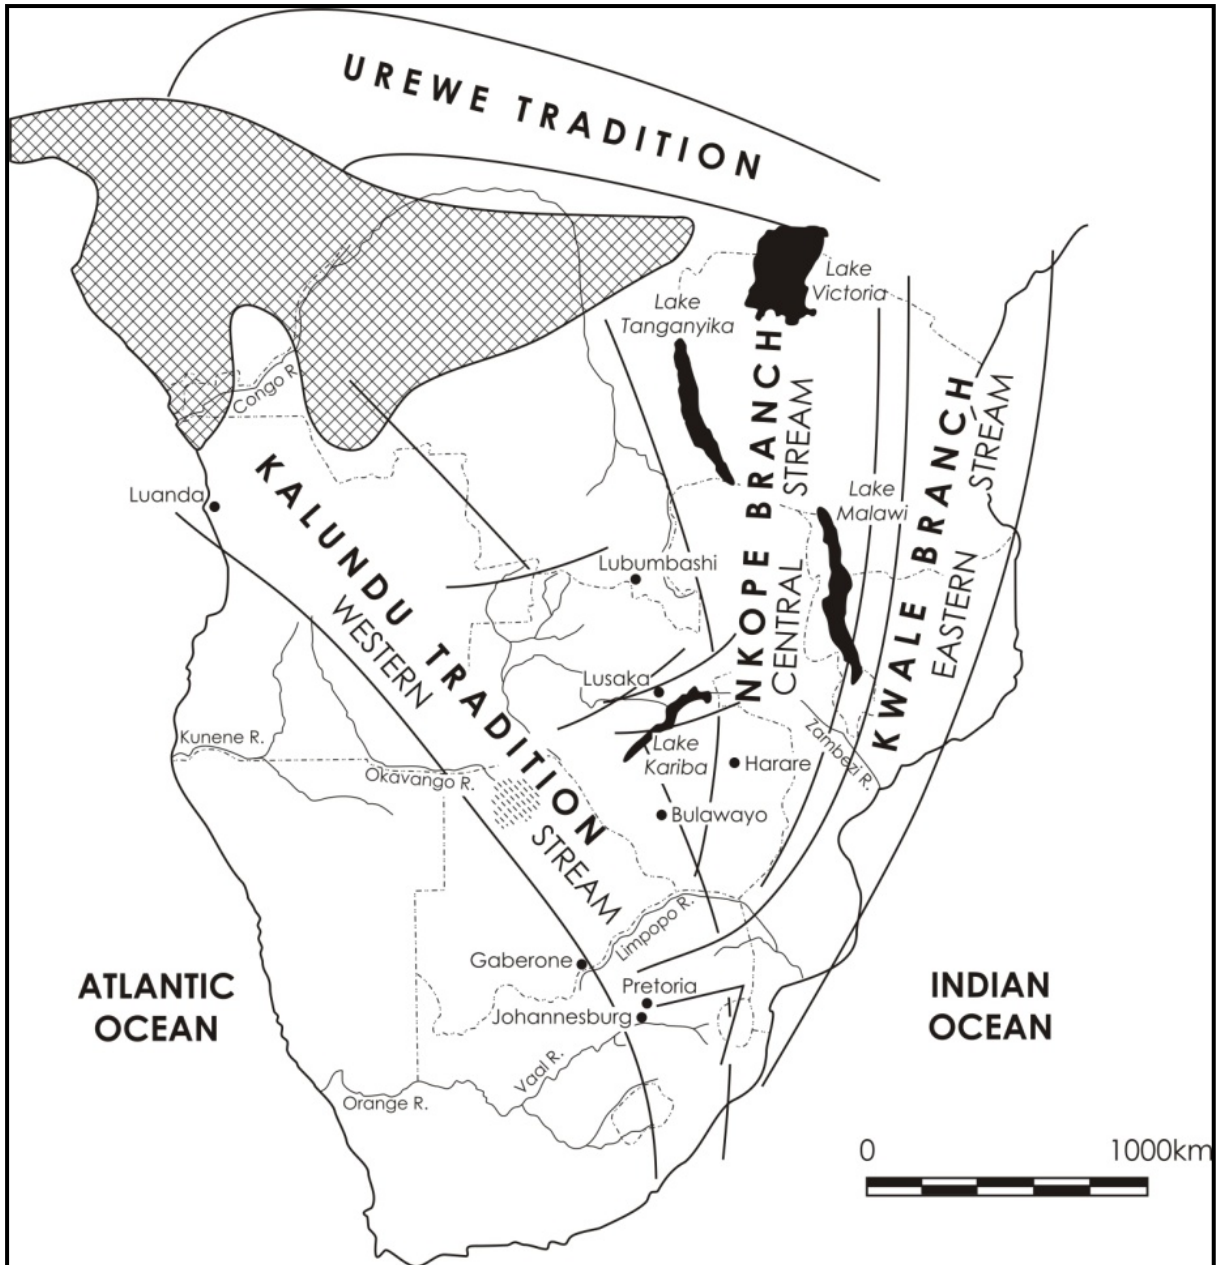 UREWE TRADITION
Lake
Victoria
Lake
Tanganyika
Congo R.
KALUNDU TRADITION
WESTERN
STREAM
NKOPE BRANCH
CENTRAL
STREAM
KWALE BRANCH
EASTERN
STREAM
Luanda
Lake
Malawi
Lubumbashi
Lusaka
Kunene R.
Okavango R.
Lake
Kariba
Harare
Zambezi R.
Bulawayo
Limpopo R.
Gaberone
Pretoria
Johannesburg
Vaal R.
Orange R.
ATLANTIC
OCEAN
INDIAN
OCEAN
0 1000km